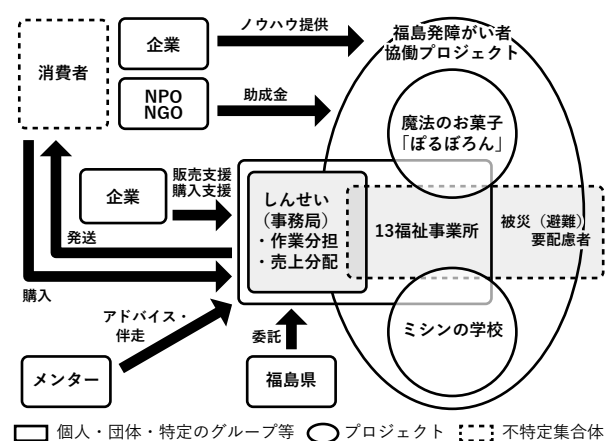 ノウハウ提供
福島発障がい者
協働プロジェクト
企業
消費者
NPO
NGO
助成金
魔法のお菓子
「ぽるぼろん」
企業
販売支援
購入支援
しんせい
（事務局）
・作業分担
・売上分配
13福祉事業所
被災（避難）
要配慮者
発送
購入
アドバイス・
伴走
委託
ミシンの学校
メンター
福島県
個人・団体・特定のグループ等
プロジェクト
不特定集合体